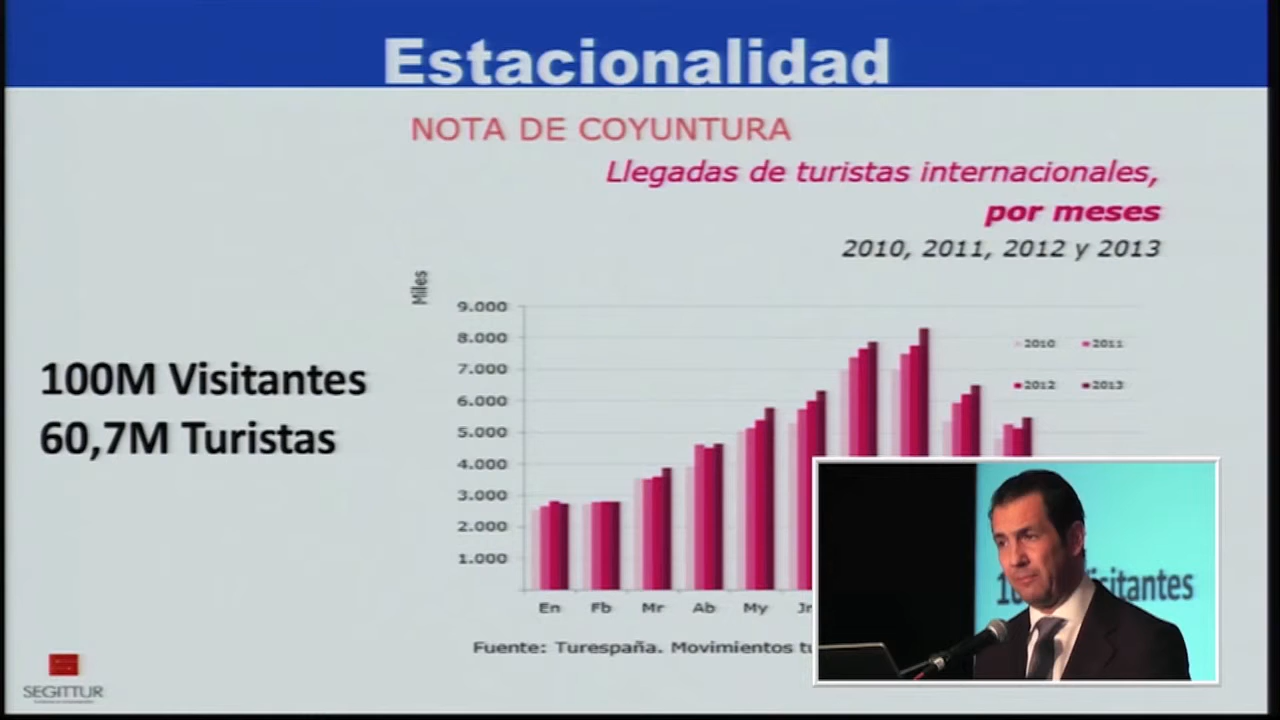 Estacionalidad
NOTA DE COYUNTURA
Llegadas de turistas internacionales,
por meses
2010, 2011, 2012 y 2013
Miles
9.000
8.000
7.000
6.000
5.000
4.000
3.000
2.000
1.000
2010
2011
2012
2013
100M Visitantes
60,7M Turistas
En
Fb
Mr
Ab
My
Fuente: Turespaña. Movimientos
SEGITTUR